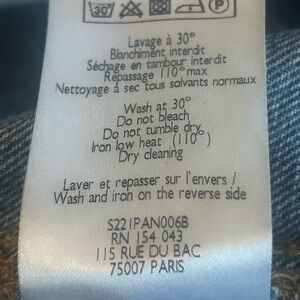 30°
P
Lavage à 30°
Blanchiment interdit
Séchage en tambour interdit
Repassage 110° max
Nettoyage à sec tous solvants normaux
Wash at 30°
Do not bleach
Do not tumble dry
Iron low heat (110°)
Dry cleaning
Laver et repasser sur l'envers /
Wash and iron on the reverse side
S221PAN006B
RN 154 043
115 RUE DU BAC
75007 PARIS